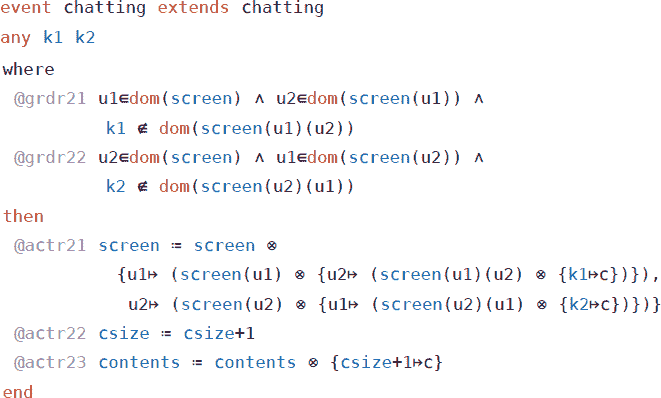 event chatting extends chatting
any k1 k2
where
@grdr21 u1∈dom(screen) ∧ u2∈dom(screen(u1)) ∧
k1 ∉ dom(screen(u1)(u2))
@grdr22 u2∈dom(screen) ∧ u1∈dom(screen(u2)) ∧
k2 ∉ dom(screen(u2)(u1))
then
@actr21 screen ≔ screen ⊗
{u1↦ (screen(u1) ⊗ {u2↦ (screen(u1)(u2) ⊗ {k1↦c})}),
u2↦ (screen(u2) ⊗ {u1↦ (screen(u2)(u1) ⊗ {k2↦c})})}
@actr22 csize ≔ csize+1
@actr23 contents ≔ contents ⊗ {csize+1↦c}
end